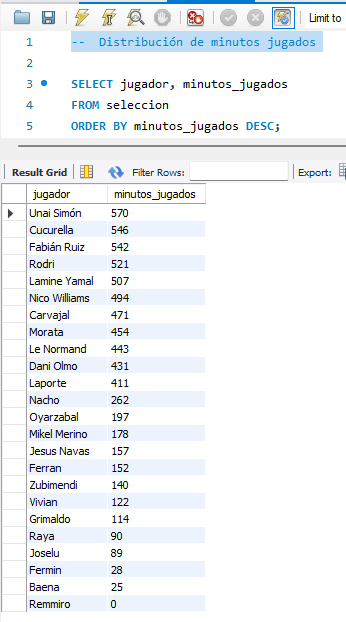 Limit to
1 -- Distribución de minutos jugados
2
3 SELECT jugador, minutos_jugados
4 FROM seleccion
5 ORDER BY minutos_jugados DESC;
Result Grid Filter Rows: Export:
jugador minutos_jugados
Unai Simón 570
Cucurella 546
Fabián Ruiz 542
Rodri 521
Lamine Yamal 507
Nico Williams 494
Carvajal 471
Morata 454
Le Normand 443
Dani Olmo 431
Laporte 411
Nacho 262
Oyarzabal 197
Mikel Merino 178
Jesus Navas 157
Ferran 152
Zubimendi 140
Vivian 122
Grimaldo 114
Raya 90
Joselu 89
Fermin 28
Baena 25
Remmiro 0